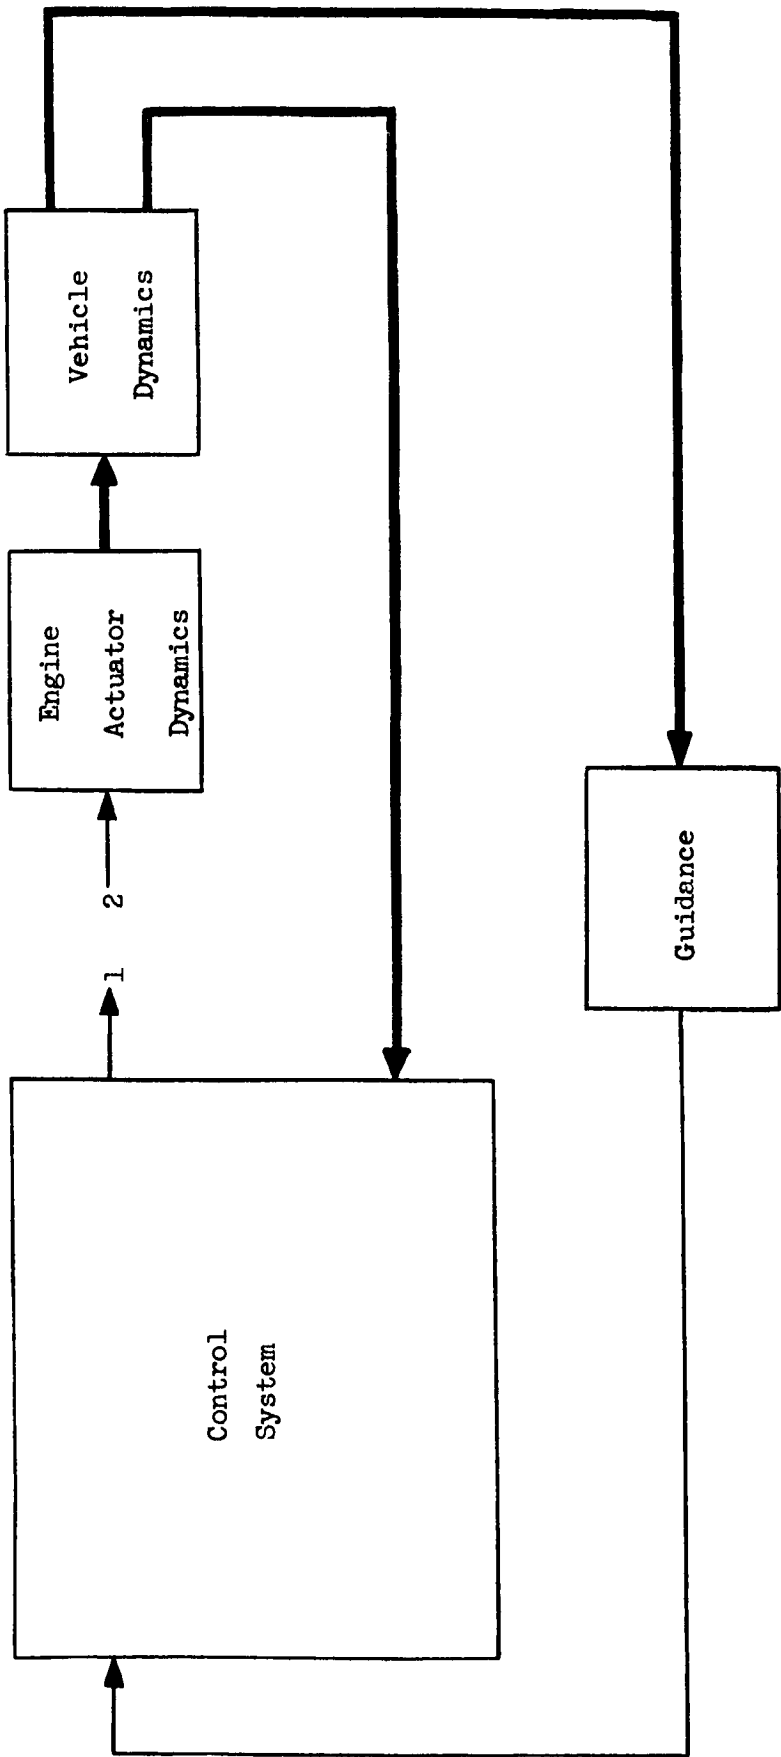 Control
System
1
2
Engine
Actuator
Dynamics
Vehicle
Dynamics
Guidance